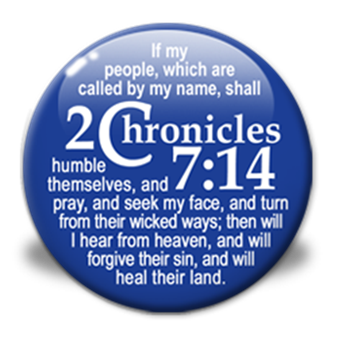 If my
people, which are
called by my name, shall
2Chronicles
humble 7:14
themselves, and
pray, and seek my face, and turn
from their wicked ways; then will
I hear from heaven, and will
forgive their sin, and will
heal their land.